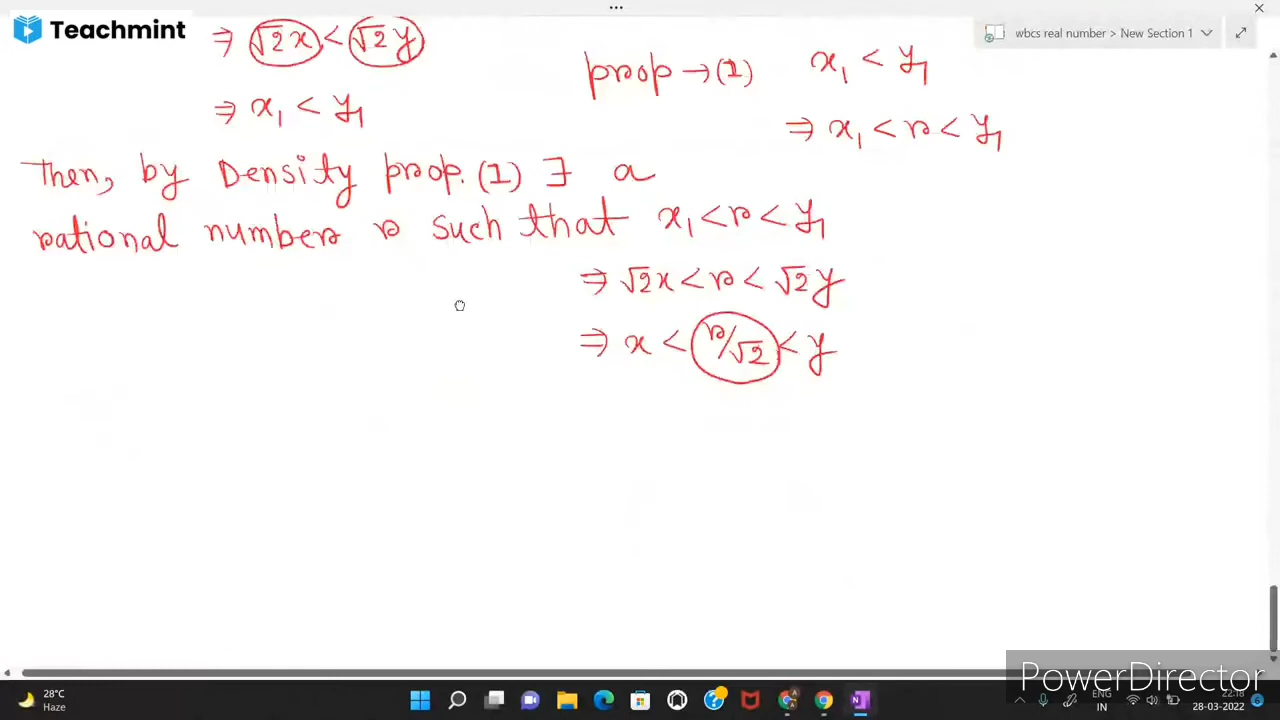 Teachmint
wbcs real number > New Section 1
⇒ √2x < √2y
prop → (1) x₁ < y₁
⇒ x₁ < y₁
⇒ x₁ < r < y₁
Then, by Density prop. (1) ∃ a
rational number r such that x₁ < r < y₁
⇒ √2x < r < √2y
⇒ x < r/√2 < y
PowerDirector
28°C
Haze
ENG
IN
22:18
28-03-2022